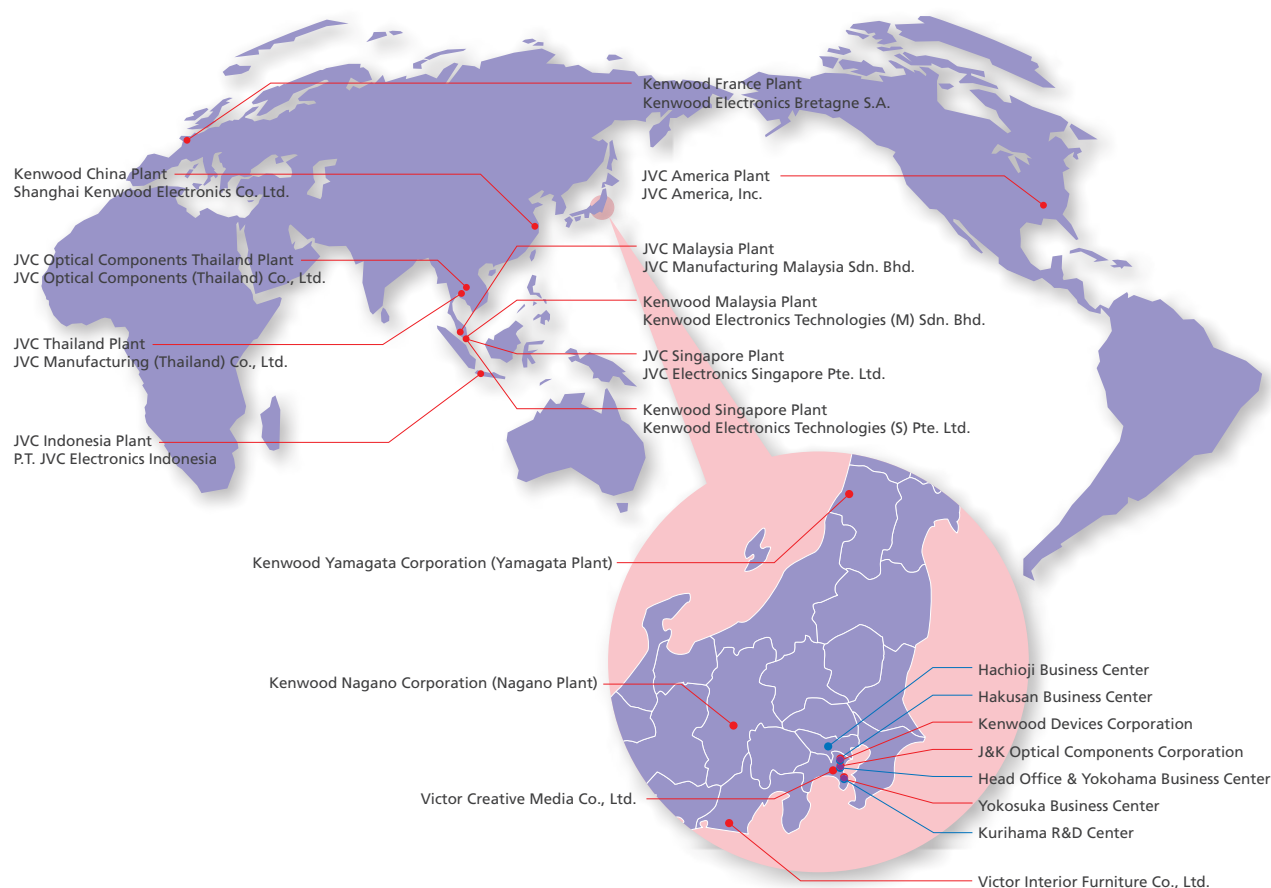 Kenwood France Plant
Kenwood Electronics Bretagne S.A.
Kenwood China Plant
Shanghai Kenwood Electronics Co. Ltd.
JVC America Plant
JVC America, Inc.
JVC Optical Components Thailand Plant
JVC Optical Components (Thailand) Co., Ltd.
JVC Malaysia Plant
JVC Manufacturing Malaysia Sdn. Bhd.
Kenwood Malaysia Plant
Kenwood Electronics Technologies (M) Sdn. Bhd.
JVC Thailand Plant
JVC Manufacturing (Thailand) Co., Ltd.
JVC Singapore Plant
JVC Electronics Singapore Pte. Ltd.
Kenwood Singapore Plant
Kenwood Electronics Technologies (S) Pte. Ltd.
JVC Indonesia Plant
P.T. JVC Electronics Indonesia
Kenwood Yamagata Corporation (Yamagata Plant)
Kenwood Nagano Corporation (Nagano Plant)
Hachioji Business Center
Hakusan Business Center
Kenwood Devices Corporation
J&K Optical Components Corporation
Head Office & Yokohama Business Center
Victor Creative Media Co., Ltd.
Yokosuka Business Center
Kurihama R&D Center
Victor Interior Furniture Co., Ltd.